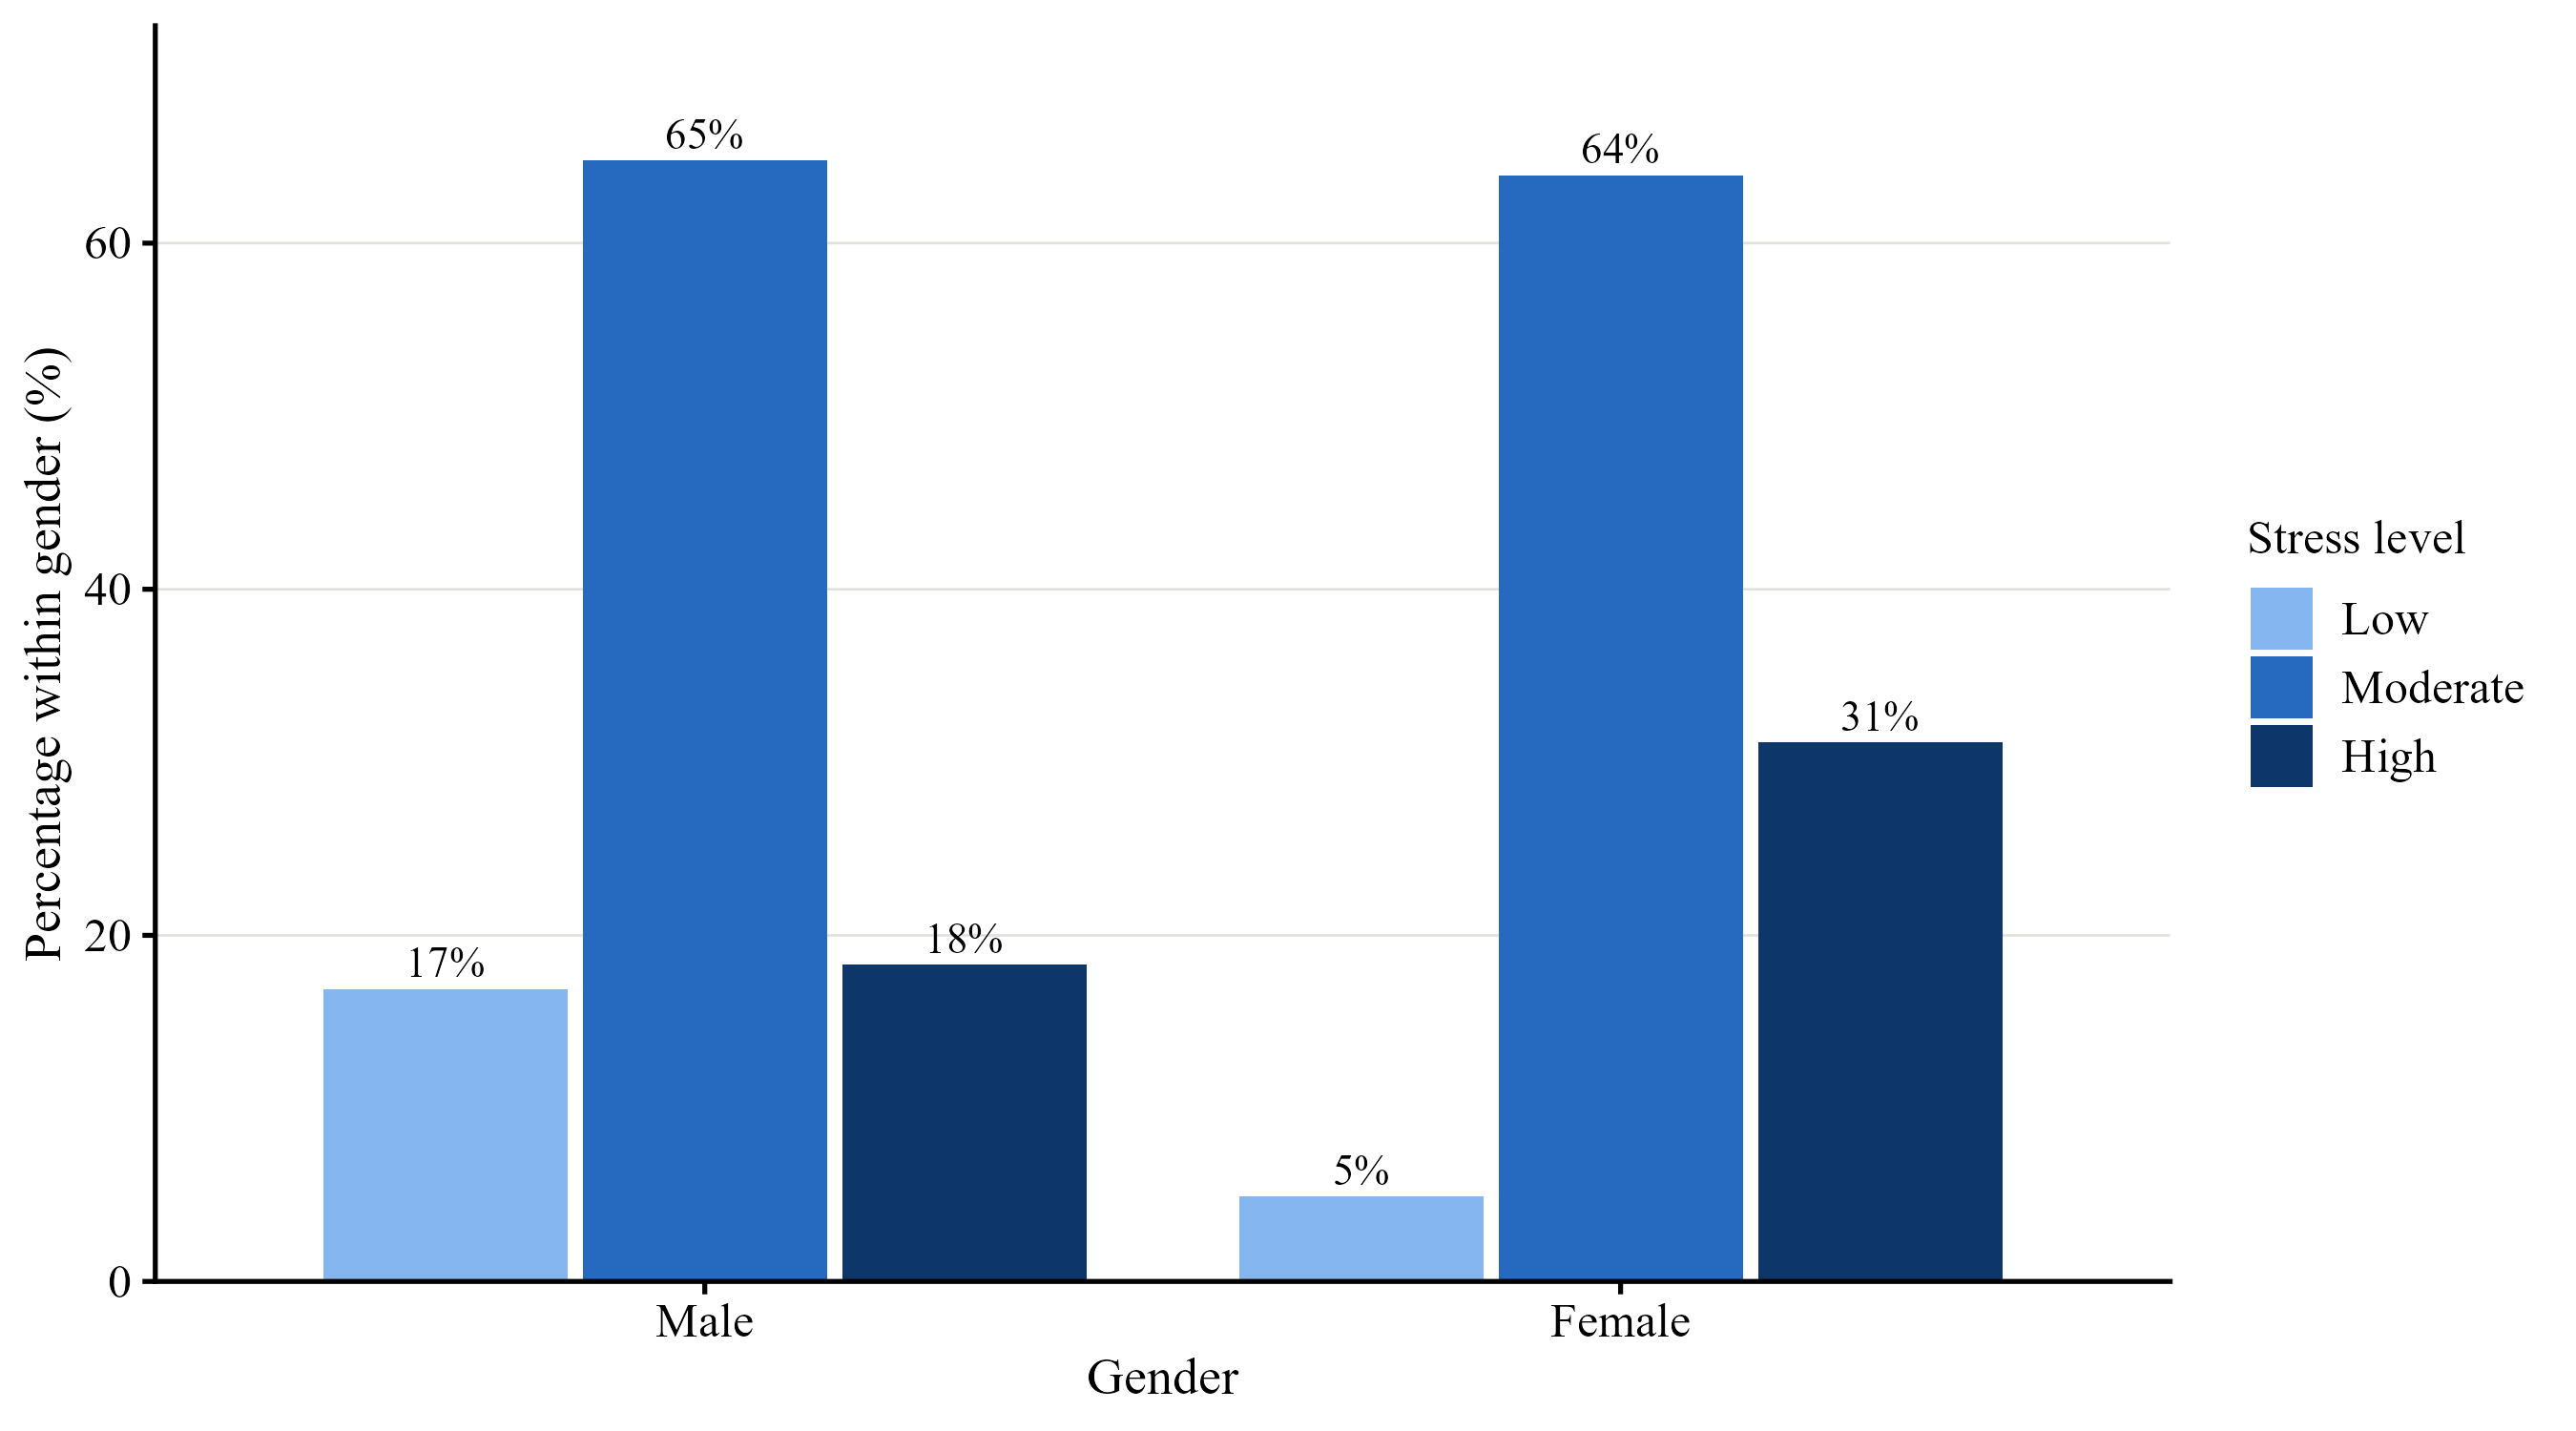 65%
64%
60
Percentage within gender (%)
Stress level
40
Low
Moderate
31%
High
18%
20
17%
5%
0
Male
Female
Gender